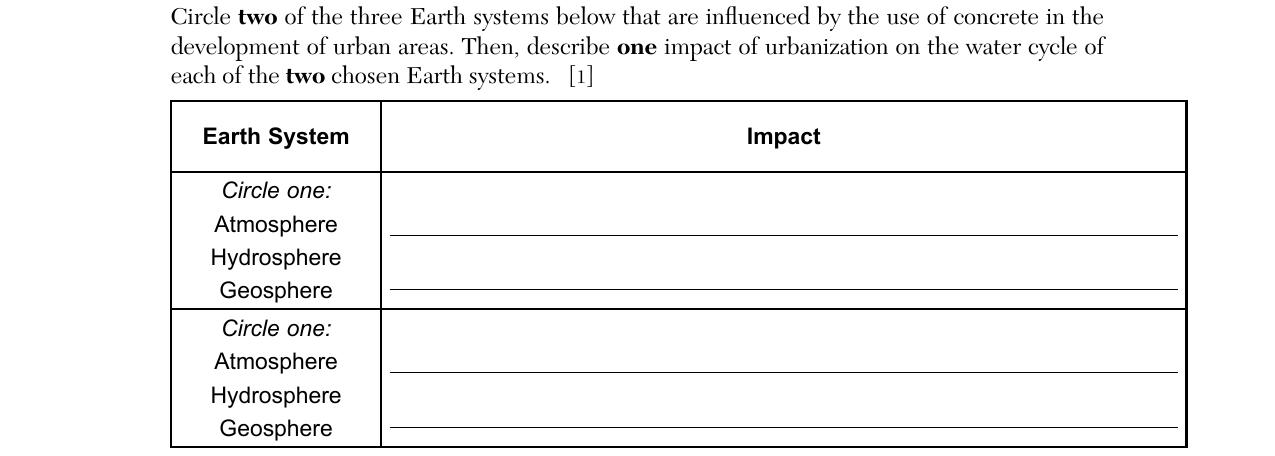 Circle two of the three Earth systems below that are influenced by the use of concrete in the
development of urban areas. Then, describe one impact of urbanization on the water cycle of
each of the two chosen Earth systems. [1]
Earth System
Impact
Circle one:
Atmosphere
Hydrosphere
Geosphere
Circle one:
Atmosphere
Hydrosphere
Geosphere